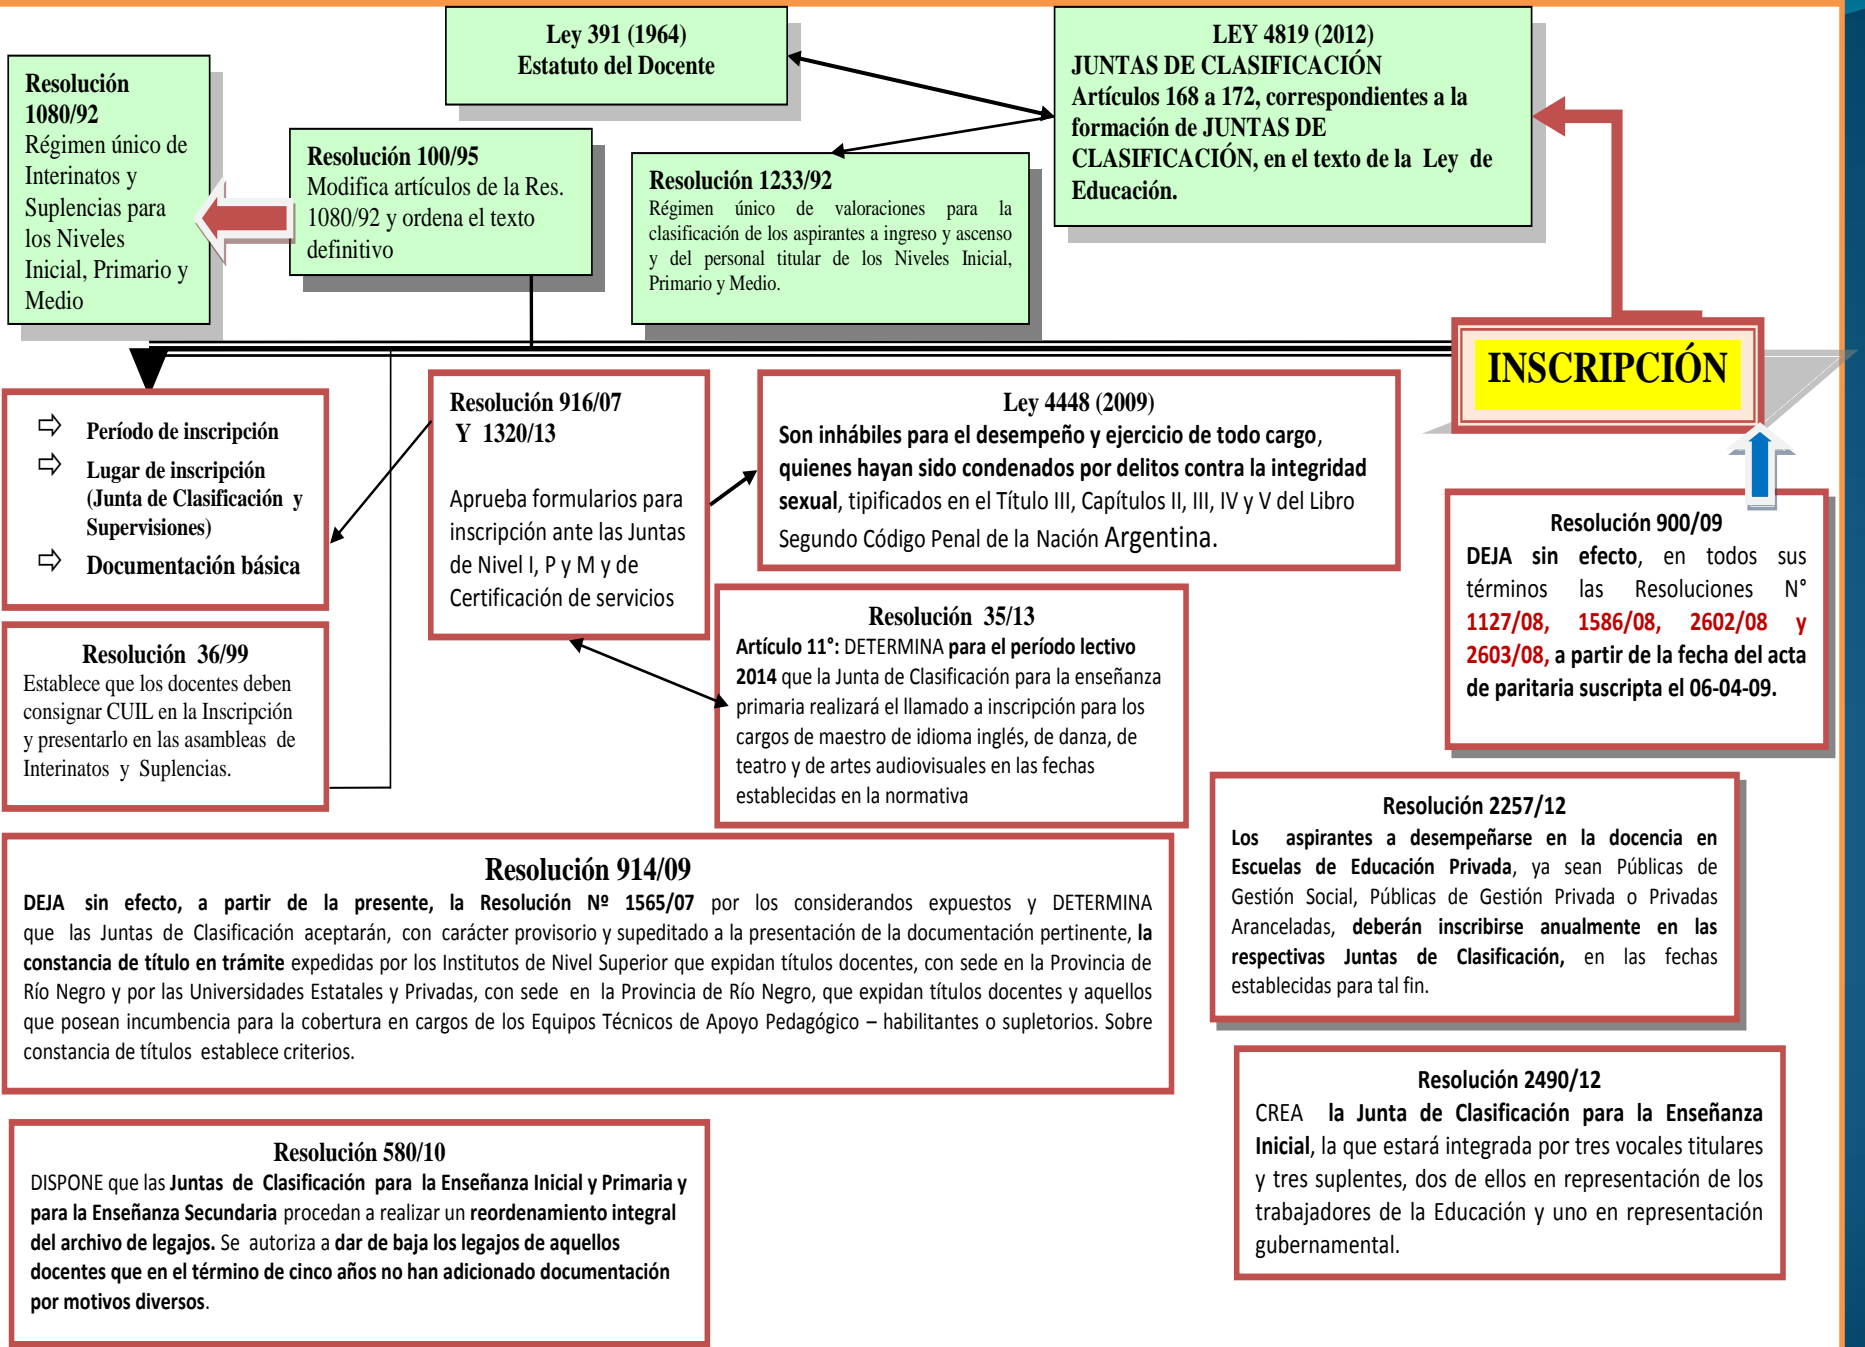 Ley 391 (1964)
Estatuto del Docente
LEY 4819 (2012)
JUNTAS DE CLASIFICACIÓN
Artículos 168 a 172, correspondientes a la
formación de JUNTAS DE
CLASIFICACIÓN, en el texto de la Ley de
Educación.
Resolución
1080/92
Régimen único de
Interinatos y
Suplencias para
los Niveles
Inicial, Primario y
Medio
Resolución 100/95
Modifica artículos de la Res.
1080/92 y ordena el texto
definitivo
Resolución 1233/92
Régimen único de valoraciones para la
clasificación de los aspirantes a ingreso y ascenso
y del personal titular de los Niveles Inicial,
Primario y Medio.
INSCRIPCIÓN
Período de inscripción
Lugar de inscripción
(Junta de Clasificación y
Supervisiones)
Documentación básica
Resolución 916/07
Y 1320/13
Aprueba formularios para
inscripción ante las Juntas
de Nivel I, P y M y de
Certificación de servicios
Ley 4448 (2009)
Son inhábiles para el desempeño y ejercicio de todo cargo,
quienes hayan sido condenados por delitos contra la integridad
sexual, tipificados en el Título III, Capítulos II, III, IV y V del Libro
Segundo Código Penal de la Nación Argentina.
Resolución 900/09
DEJA sin efecto, en todos sus
términos las Resoluciones N°
1127/08, 1586/08, 2602/08 y
2603/08, a partir de la fecha del acta
de paritaria suscripta el 06-04-09.
Resolución 36/99
Establece que los docentes deben
consignar CUIL en la Inscripción
y presentarlo en las asambleas de
Interinatos y Suplencias.
Resolución 35/13
Artículo 11°: DETERMINA para el período lectivo
2014 que la Junta de Clasificación para la enseñanza
primaria realizará el llamado a inscripción para los
cargos de maestro de idioma inglés, de danza, de
teatro y de artes audiovisuales en las fechas
establecidas en la normativa
Resolución 2257/12
Los aspirantes a desempeñarse en la docencia en
Escuelas de Educación Privada, ya sean Públicas de
Gestión Social, Públicas de Gestión Privada o Privadas
Aranceladas, deberán inscribirse anualmente en las
respectivas Juntas de Clasificación, en las fechas
establecidas para tal fin.
Resolución 914/09
DEJA sin efecto, a partir de la presente, la Resolución Nº 1565/07 por los considerandos expuestos y DETERMINA
que las Juntas de Clasificación aceptarán, con carácter provisorio y supeditado a la presentación de la documentación pertinente, la
constancia de título en trámite expedidas por los Institutos de Nivel Superior que expidan títulos docentes, con sede en la Provincia de
Río Negro y por las Universidades Estatales y Privadas, con sede en la Provincia de Río Negro, que expidan títulos docentes y aquellos
que posean incumbencia para la cobertura en cargos de los Equipos Técnicos de Apoyo Pedagógico – habilitantes o supletorios. Sobre
constancia de títulos establece criterios.
Resolución 2490/12
CREA la Junta de Clasificación para la Enseñanza
Inicial, la que estará integrada por tres vocales titulares
y tres suplentes, dos de ellos en representación de los
trabajadores de la Educación y uno en representación
gubernamental.
Resolución 580/10
DISPONE que las Juntas de Clasificación para la Enseñanza Inicial y Primaria y
para la Enseñanza Secundaria procedan a realizar un reordenamiento integral
del archivo de legajos. Se autoriza a dar de baja los legajos de aquellos
docentes que en el término de cinco años no han adicionado documentación
por motivos diversos.